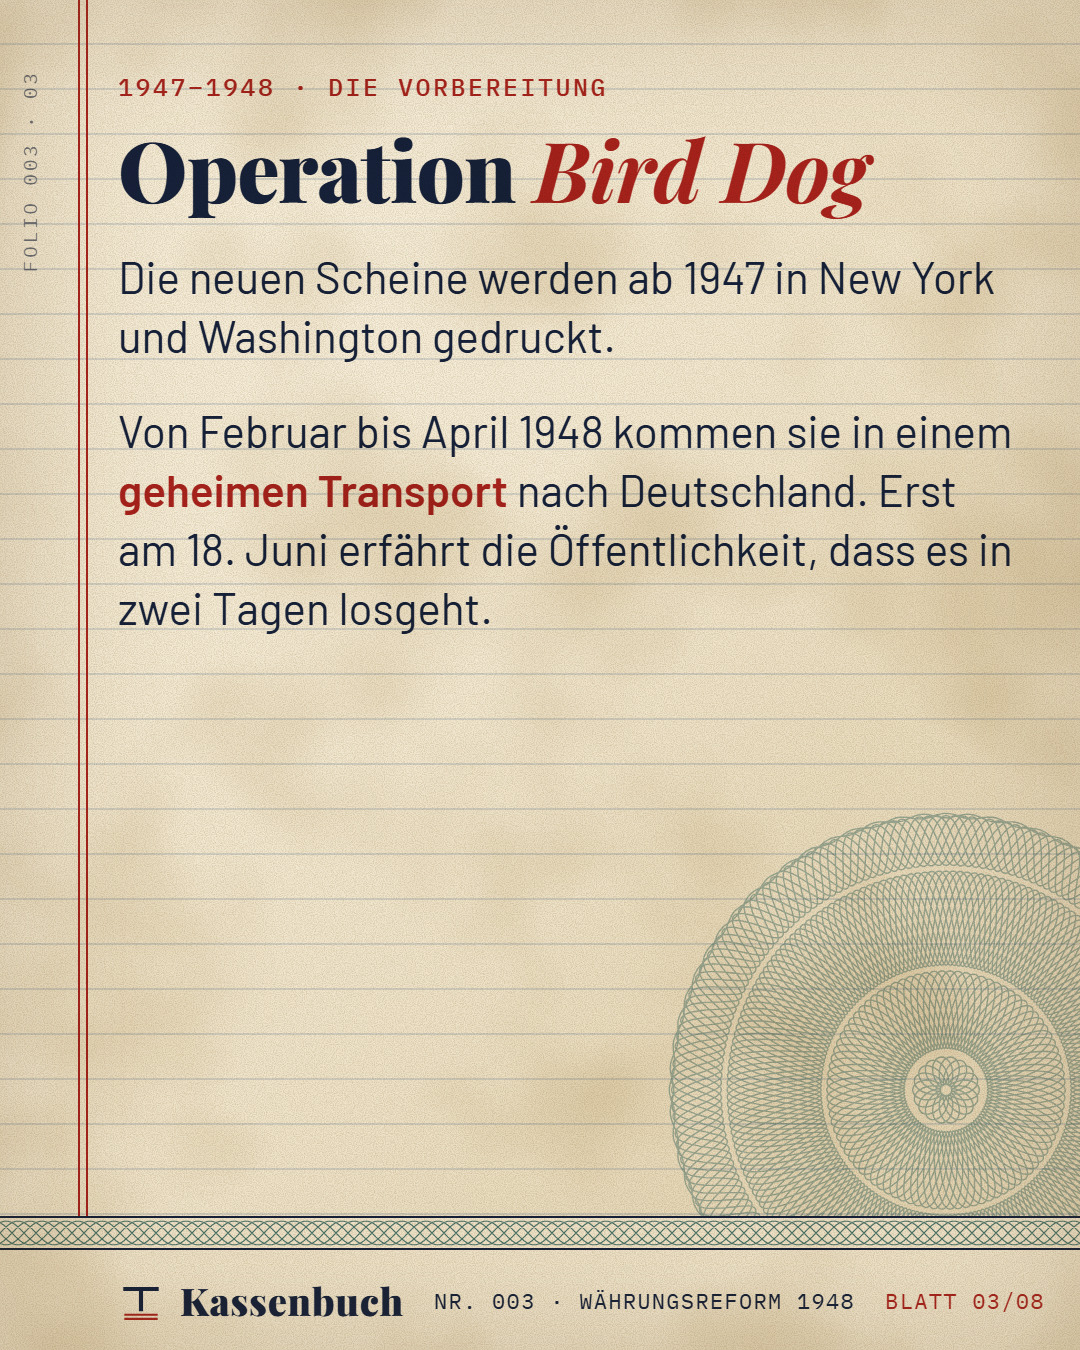 FOLIO 003 · 03
1947–1948 · DIE VORBEREITUNG
Operation Bird Dog
Die neuen Scheine werden ab 1947 in New York
und Washington gedruckt.
Von Februar bis April 1948 kommen sie in einem
geheimen Transport nach Deutschland. Erst
am 18. Juni erfährt die Öffentlichkeit, dass es in
zwei Tagen losgeht.
Kassenbuch NR. 003 · WÄHRUNGSREFORM 1948 BLATT 03/08